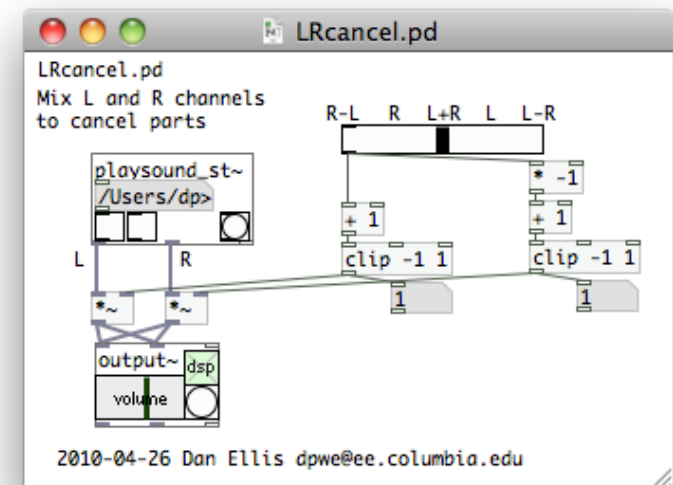 LRcancel.pd
LRcancel.pd
Mix L and R channels
to cancel parts
R-L R L+R L L-R
playsound_st~
/Users/dp>
* -1
+ 1
+ 1
L R
clip -1 1
clip -1 1
1
1
*~ *~
output~ dsp
volume
2010-04-26 Dan Ellis dpwe@ee.columbia.edu